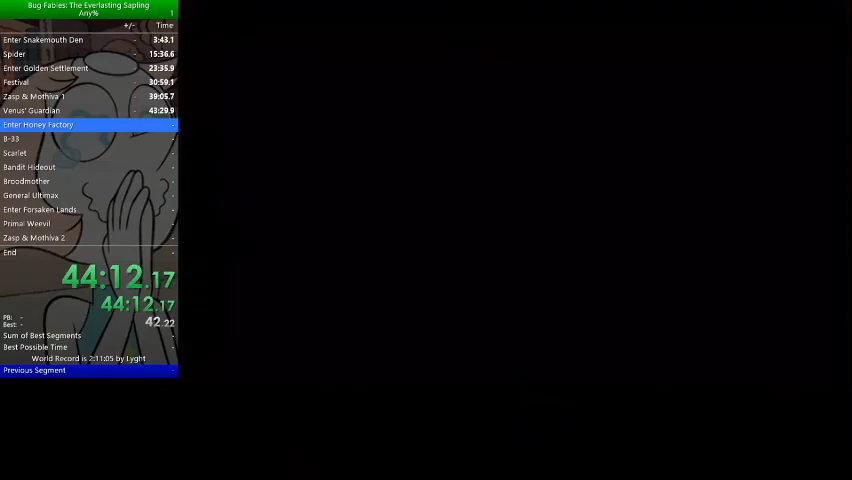 Bug Fables: The Everlasting Sapling
Any% 1
+/- Time
Enter Snakemouth Den - 3:43.1
Spider - 15:36.6
Enter Golden Settlement - 23:35.9
Festival - 30:59.1
Zasp & Mothiva 1 - 39:05.7
Venus' Guardian - 43:29.9
Enter Honey Factory -
B-33 -
Scarlet -
Bandit Hideout -
Broodmother -
General Ultimax -
Enter Forsaken Lands -
Primal Weevil -
Zasp & Mothiva 2 -
End -
44:12.17
44:12.17
PB: -
Best: - 42.22
Sum of Best Segments -
Best Possible Time -
World Record is 2:11:05 by Lyght
Previous Segment -